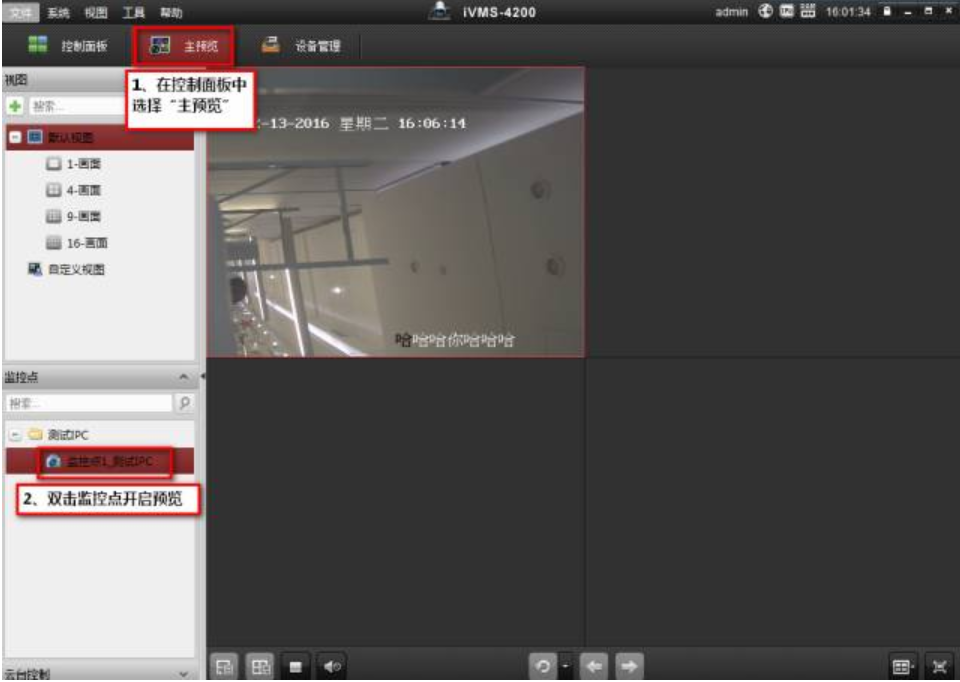 文件 系统 视图 工具 帮助
iVMS-4200
admin 16:01:34
控制面板 主预览 设备管理
视图
1、在控制面板中
选择“主预览”
搜索...
-13-2016 星期二 16:06:14
默认视图
1-画面
4-画面
9-画面
16-画面
自定义视图
哈哈哈你哈哈哈
监控点
搜索...
测试IPC
监控点1_测试IPC
2、双击监控点开启预览
云台控制